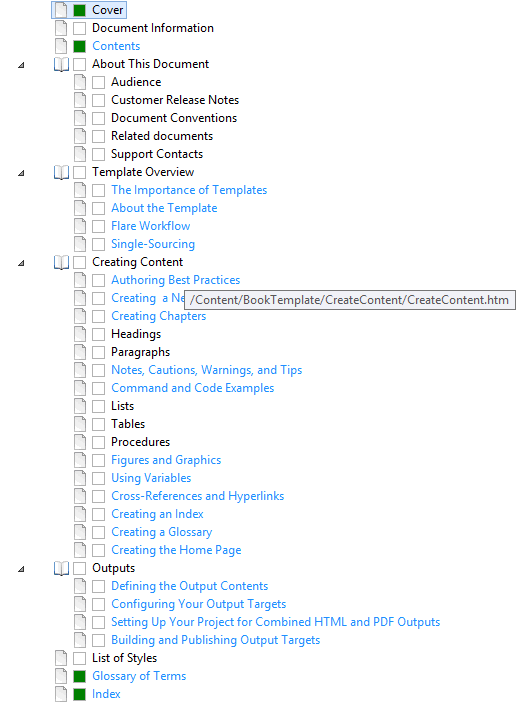 Cover
Document Information
Contents
About This Document
Audience
Customer Release Notes
Document Conventions
Related documents
Support Contacts
Template Overview
The Importance of Templates
About the Template
Flare Workflow
Single-Sourcing
Creating Content
Authoring Best Practices
Creating a Ne /Content/BookTemplate/CreateContent/CreateContent.htm
Creating Chapters
Headings
Paragraphs
Notes, Cautions, Warnings, and Tips
Command and Code Examples
Lists
Tables
Procedures
Figures and Graphics
Using Variables
Cross-References and Hyperlinks
Creating an Index
Creating a Glossary
Creating the Home Page
Outputs
Defining the Output Contents
Configuring Your Output Targets
Setting Up Your Project for Combined HTML and PDF Outputs
Building and Publishing Output Targets
List of Styles
Glossary of Terms
Index